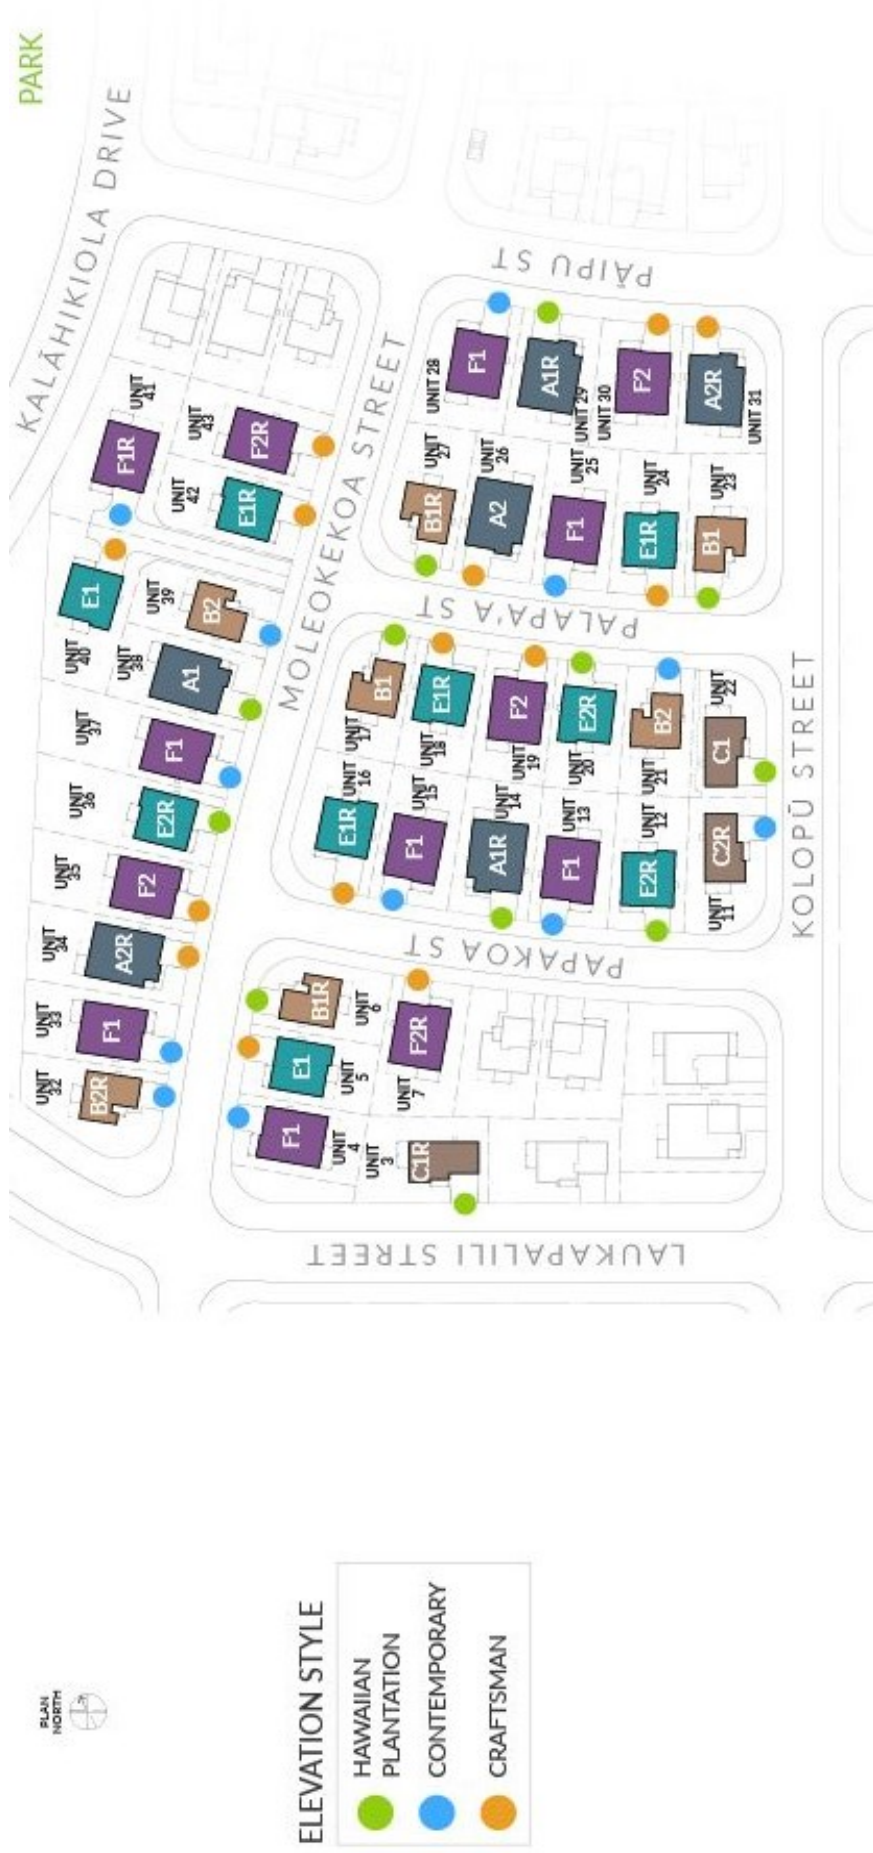 PLAN
NORTH
ELEVATION STYLE
HAWAIIAN
PLANTATION
CONTEMPORARY
CRAFTSMAN
PARK
KALĀHIKIOLA DRIVE
MOLEOKEKOA STREET
LAUKAPALILI STREET
PAPAKOA ST
PALAPA'A ST
PĀIPU ST
KOLOPŪ STREET
UNIT
32
B2R
UNIT
33
F1
UNIT
34
A2R
UNIT
35
F2
UNIT
36
E2R
UNIT
37
F1
UNIT
38
A1
UNIT
39
B2
UNIT
40
E1
UNIT
41
F1R
UNIT
42
E1R
UNIT
43
F2R
UNIT
3
C1R
UNIT
4
F1
UNIT
5
E1
UNIT
6
B1R
UNIT
7
F2R
UNIT
11
C2R
UNIT
12
E2R
UNIT
13
F1
UNIT
14
A1R
UNIT
15
F1
UNIT
16
E1R
UNIT
17
B1
UNIT
18
E1R
UNIT
19
F2
UNIT
20
E2R
UNIT
21
B2
UNIT
22
C1
UNIT
23
B1
UNIT
24
E1R
UNIT
25
F1
UNIT
26
A2
UNIT
27
B1R
UNIT 28
F1
UNIT 29
A1R
UNIT 30
F2
UNIT 31
A2R